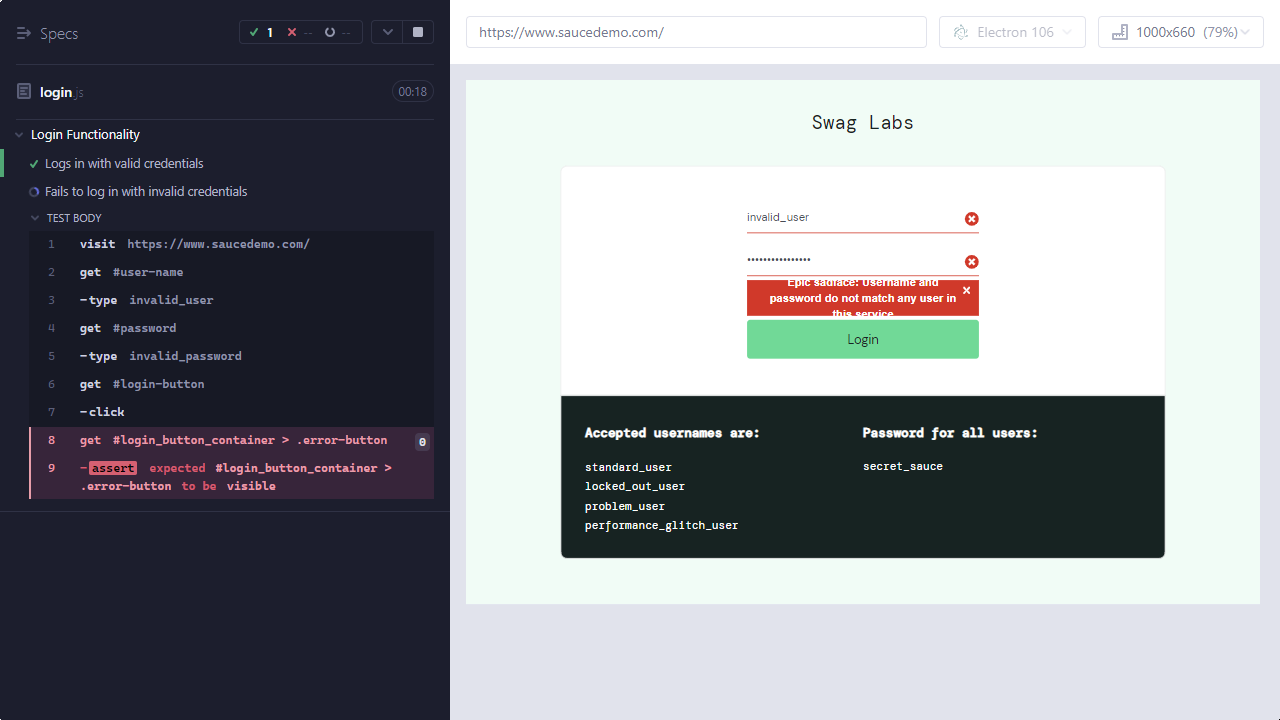 Specs
1 -- --
login.js
00:18
Login Functionality
Logs in with valid credentials
Fails to log in with invalid credentials
TEST BODY
1 visit https://www.saucedemo.com/
2 get #user-name
3 -type invalid_user
4 get #password
5 -type invalid_password
6 get #login-button
7 -click
8 get #login_button_container > .error-button 0
9 -assert expected #login_button_container >
.error-button to be visible
https://www.saucedemo.com/
Electron 106
1000x660 (79%)
Swag Labs
invalid_user
••••••••••••••••
Epic sadface: Username and
password do not match any user in
this service
Login
Accepted usernames are:
standard_user
locked_out_user
problem_user
performance_glitch_user
Password for all users:
secret_sauce